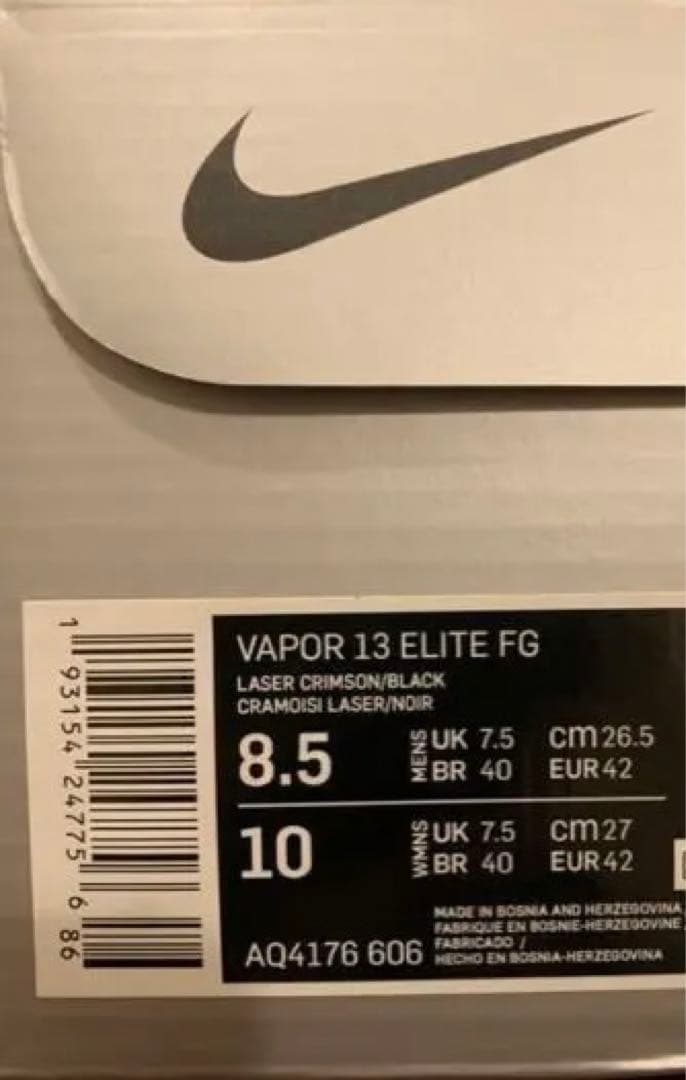 VAPOR 13 ELITE FG
LASER CRIMSON/BLACK
CRAMOISI LASER/NOIR
8.5 MENS UK 7.5 CM 26.5
BR 40 EUR 42
10 WMNS UK 7.5 CM 27
BR 40 EUR 42
MADE IN BOSNIA AND HERZEGOVINA
FABRIQUE EN BOSNIE-HERZEGOVINE
FABRICADO /
HECHO EN BOSNIA-HERZEGOVINA
AQ4176 606
1 93154 24775 6 86